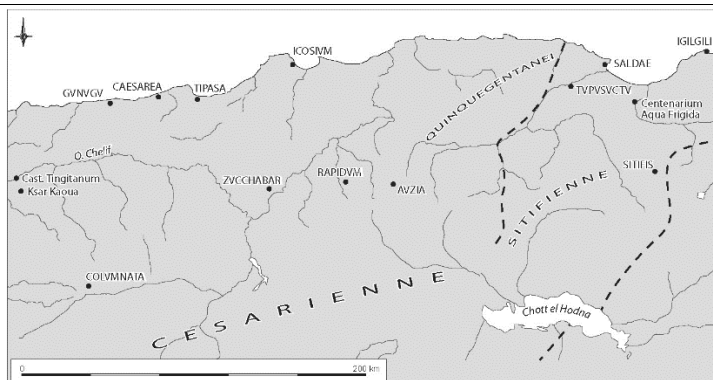 IGILGILI
ICOSIVM
SALDAE
QUINQUEGENTANEI
CAESAREA
TIPASA
GVNVGV
TVPVSVCTV
Centenarium
Aqua Frigida
O. Chelif
SITIFIS
Cast. Tingitanum
Ksar Kaoua
ZVCCHABAR
RAPIDVM
AVZIA
SITIFIENNE
COLVMNATA
CESARIENNE
Chott el Hodna
0
200 km